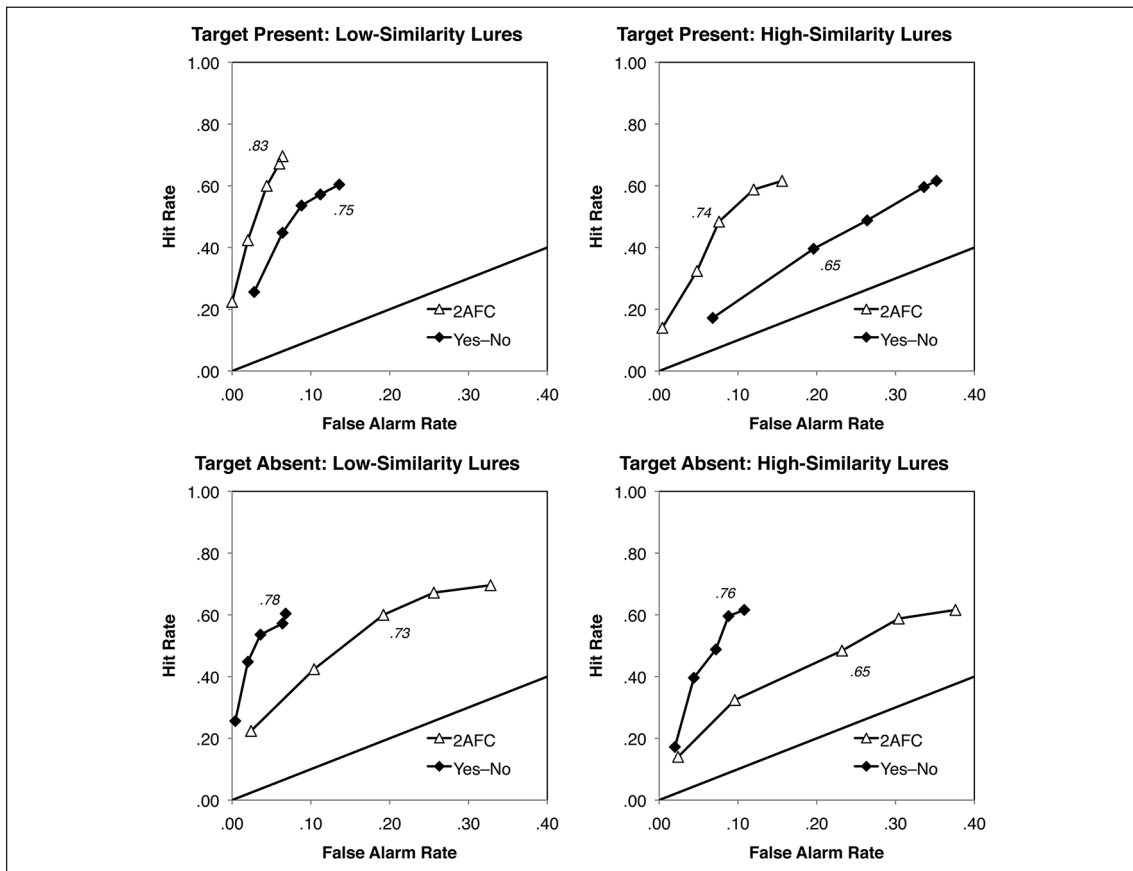 Target Present: Low-Similarity Lures
1.00
.80
.60
.40
.20
.00
Hit Rate
.83
.75
2AFC
Yes–No
.00 .10 .20 .30 .40
False Alarm Rate
Target Present: High-Similarity Lures
1.00
.80
.60
.40
.20
.00
Hit Rate
.74
.65
2AFC
Yes–No
.00 .10 .20 .30 .40
False Alarm Rate
Target Absent: Low-Similarity Lures
1.00
.80
.60
.40
.20
.00
Hit Rate
.78
.73
2AFC
Yes–No
.00 .10 .20 .30 .40
False Alarm Rate
Target Absent: High-Similarity Lures
1.00
.80
.60
.40
.20
.00
Hit Rate
.76
.65
2AFC
Yes–No
.00 .10 .20 .30 .40
False Alarm Rate